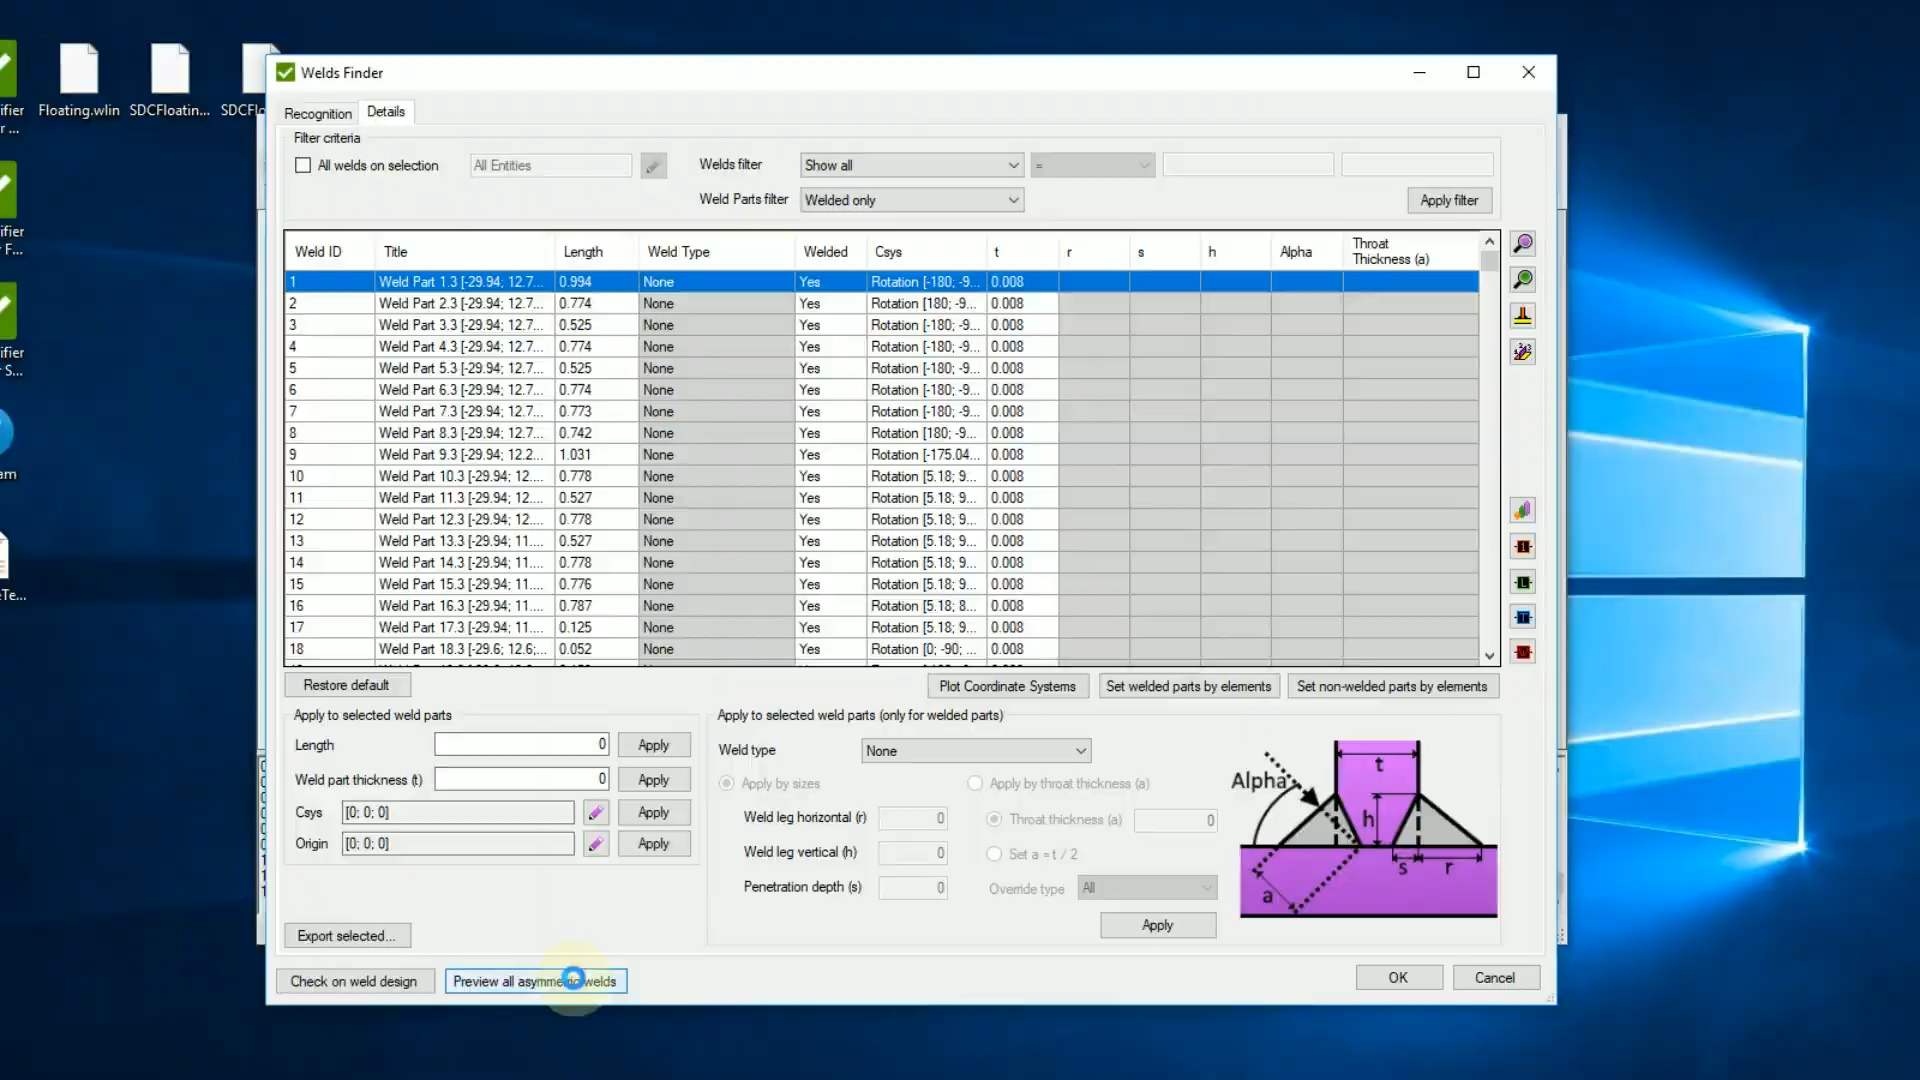 ifier
r ...
Floating.wlin
SDCFloatin...
SDCFlo
ifier
F...
ifier
S...
am
:Te...
Welds Finder
Recognition
Details
Filter criteria
All welds on selection
All Entities
Welds filter
Show all
=
Weld Parts filter
Welded only
Apply filter
Weld ID Title Length Weld Type Welded Csys t r s h Alpha Throat Thickness (a)
1 Weld Part 1.3 [-29.94; 12.7... 0.994 None Yes Rotation [-180; -9... 0.008
2 Weld Part 2.3 [-29.94; 12.7... 0.774 None Yes Rotation [180; -9... 0.008
3 Weld Part 3.3 [-29.94; 12.7... 0.525 None Yes Rotation [-180; -9... 0.008
4 Weld Part 4.3 [-29.94; 12.7... 0.774 None Yes Rotation [-180; -9... 0.008
5 Weld Part 5.3 [-29.94; 12.7... 0.525 None Yes Rotation [-180; -9... 0.008
6 Weld Part 6.3 [-29.94; 12.7... 0.774 None Yes Rotation [-180; -9... 0.008
7 Weld Part 7.3 [-29.94; 12.7... 0.773 None Yes Rotation [-180; -9... 0.008
8 Weld Part 8.3 [-29.94; 12.7... 0.742 None Yes Rotation [180; -9... 0.008
9 Weld Part 9.3 [-29.94; 12.2... 1.031 None Yes Rotation [-175.04... 0.008
10 Weld Part 10.3 [-29.94; 12.... 0.778 None Yes Rotation [5.18; 9... 0.008
11 Weld Part 11.3 [-29.94; 12.... 0.527 None Yes Rotation [5.18; 9... 0.008
12 Weld Part 12.3 [-29.94; 12.... 0.778 None Yes Rotation [5.18; 9... 0.008
13 Weld Part 13.3 [-29.94; 11.... 0.527 None Yes Rotation [5.18; 9... 0.008
14 Weld Part 14.3 [-29.94; 11.... 0.778 None Yes Rotation [5.18; 9... 0.008
15 Weld Part 15.3 [-29.94; 11.... 0.776 None Yes Rotation [5.18; 9... 0.008
16 Weld Part 16.3 [-29.94; 11.... 0.787 None Yes Rotation [5.18; 8... 0.008
17 Weld Part 17.3 [-29.94; 11.... 0.125 None Yes Rotation [5.18; 9... 0.008
18 Weld Part 18.3 [-29.6; 12.6;... 0.052 None Yes Rotation [0; -90; ... 0.008
Restore default
Plot Coordinate Systems
Set welded parts by elements
Set non-welded parts by elements
Apply to selected weld parts
Length 0 Apply
Weld part thickness (t) 0 Apply
Csys [0; 0; 0] Apply
Origin [0; 0; 0] Apply
Export selected...
Apply to selected weld parts (only for welded parts)
Weld type None
Apply by sizes
Apply by throat thickness (a)
Weld leg horizontal (r) 0
Throat thickness (a) 0
Weld leg vertical (h) 0
Set a = t / 2
Penetration depth (s) 0
Override type All
Apply
Alpha
t
h
s
r
a
Check on weld design
Preview all asymmetric welds
OK
Cancel